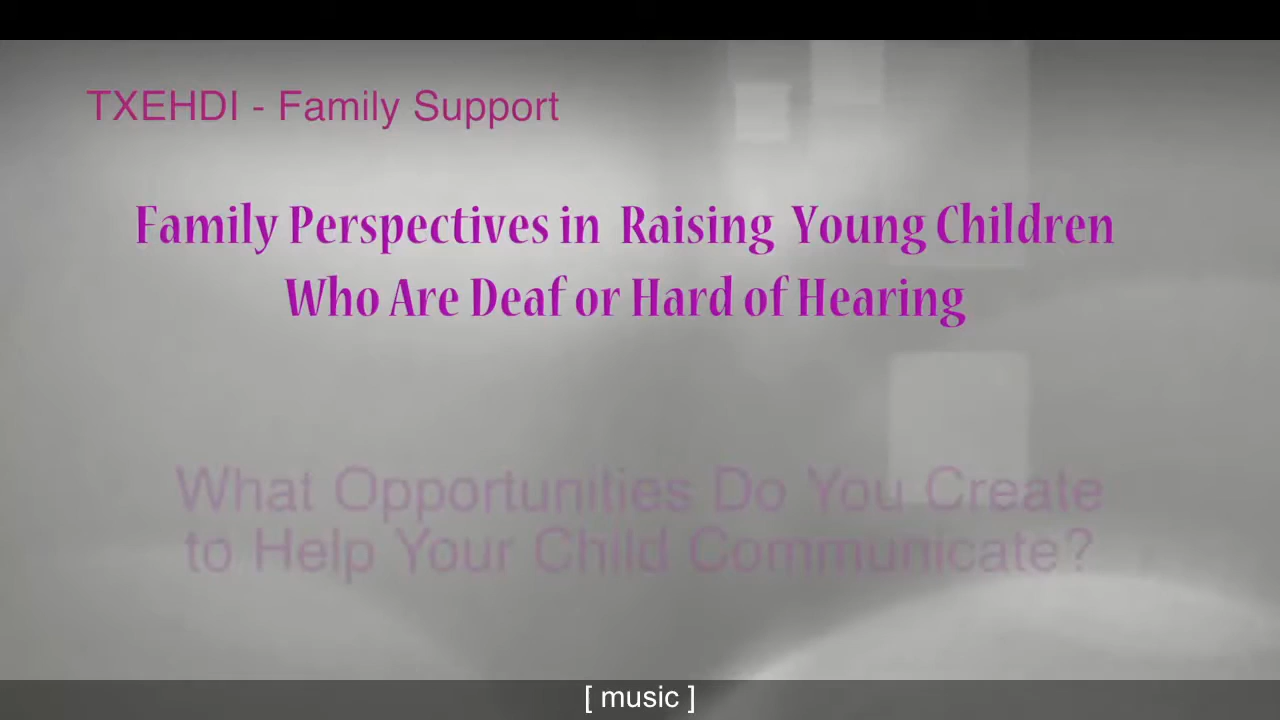 TXEHDI - Family Support
Family Perspectives in Raising Young Children
Who Are Deaf or Hard of Hearing
What Opportunities Do You Create
to Help Your Child Communicate?
[ music ]